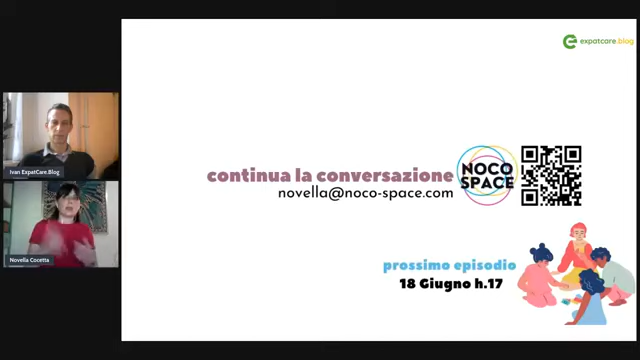 expatcare.blog
Ivan ExpatCare.Blog
Novella Cocetta
continua la conversazione
novella@noco-space.com
NOCO
SPACE
prossimo episodio
18 Giugno h.17